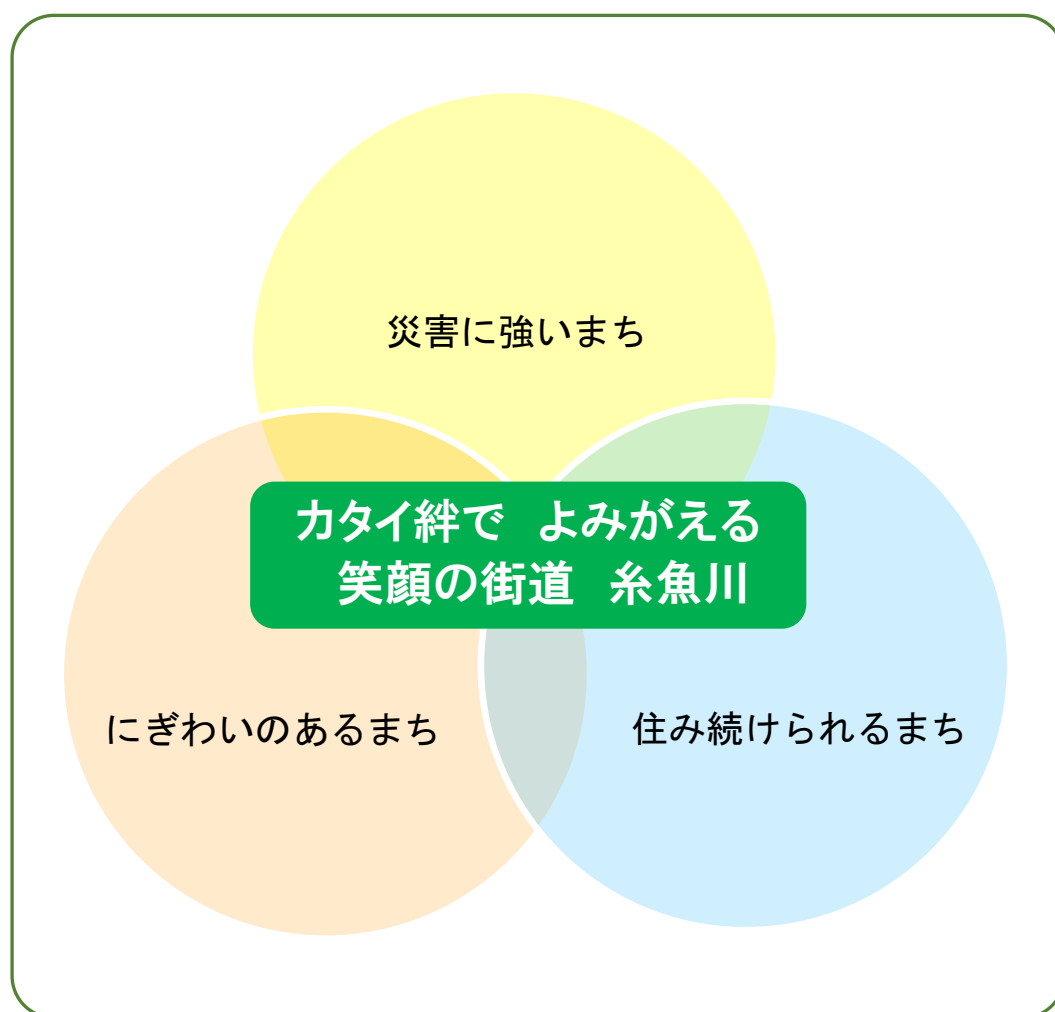 災害に強いまち
カタイ絆で　よみがえる
笑顔の街道　糸魚川
にぎわいのあるまち
住み続けられるまち